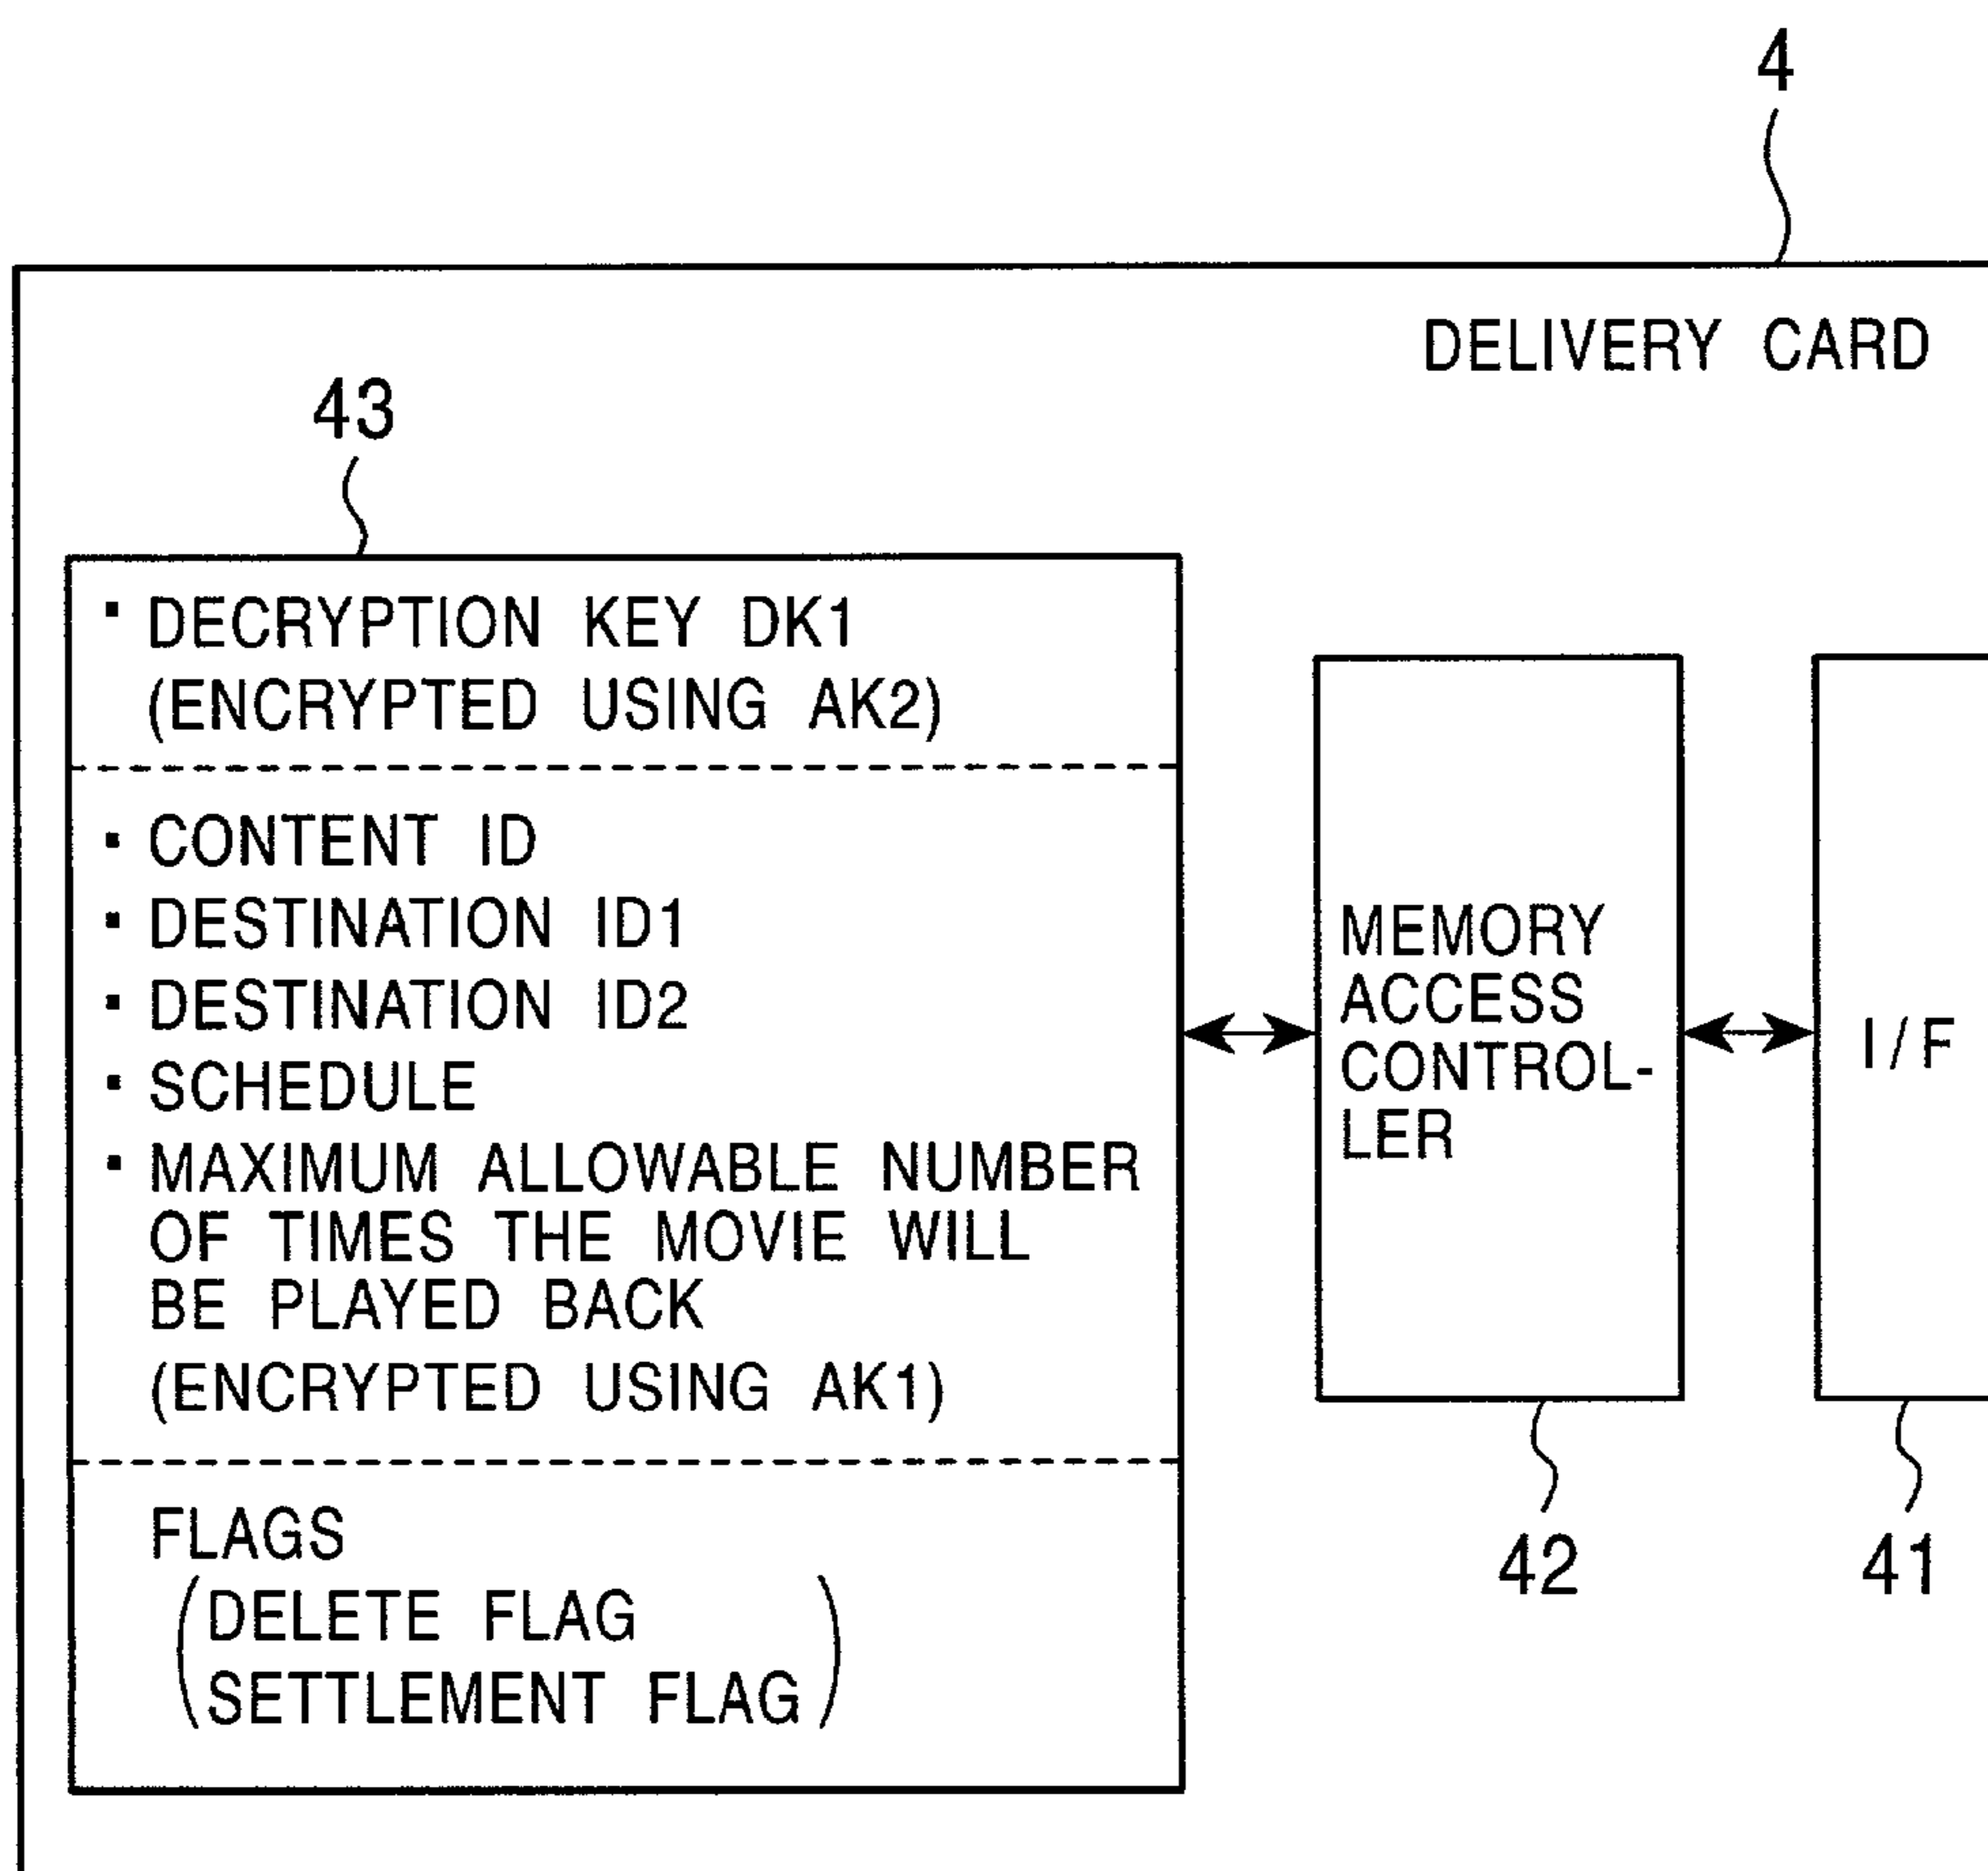 4
DELIVERY CARD
43
▪ DECRYPTION KEY DK1
(ENCRYPTED USING AK2)
▪ CONTENT ID
▪ DESTINATION ID1
▪ DESTINATION ID2
▪ SCHEDULE
▪ MAXIMUM ALLOWABLE NUMBER
OF TIMES THE MOVIE WILL
BE PLAYED BACK
(ENCRYPTED USING AK1)
FLAGS
(DELETE FLAG
SETTLEMENT FLAG)
MEMORY
ACCESS
CONTROL-
LER
I/F
42
41